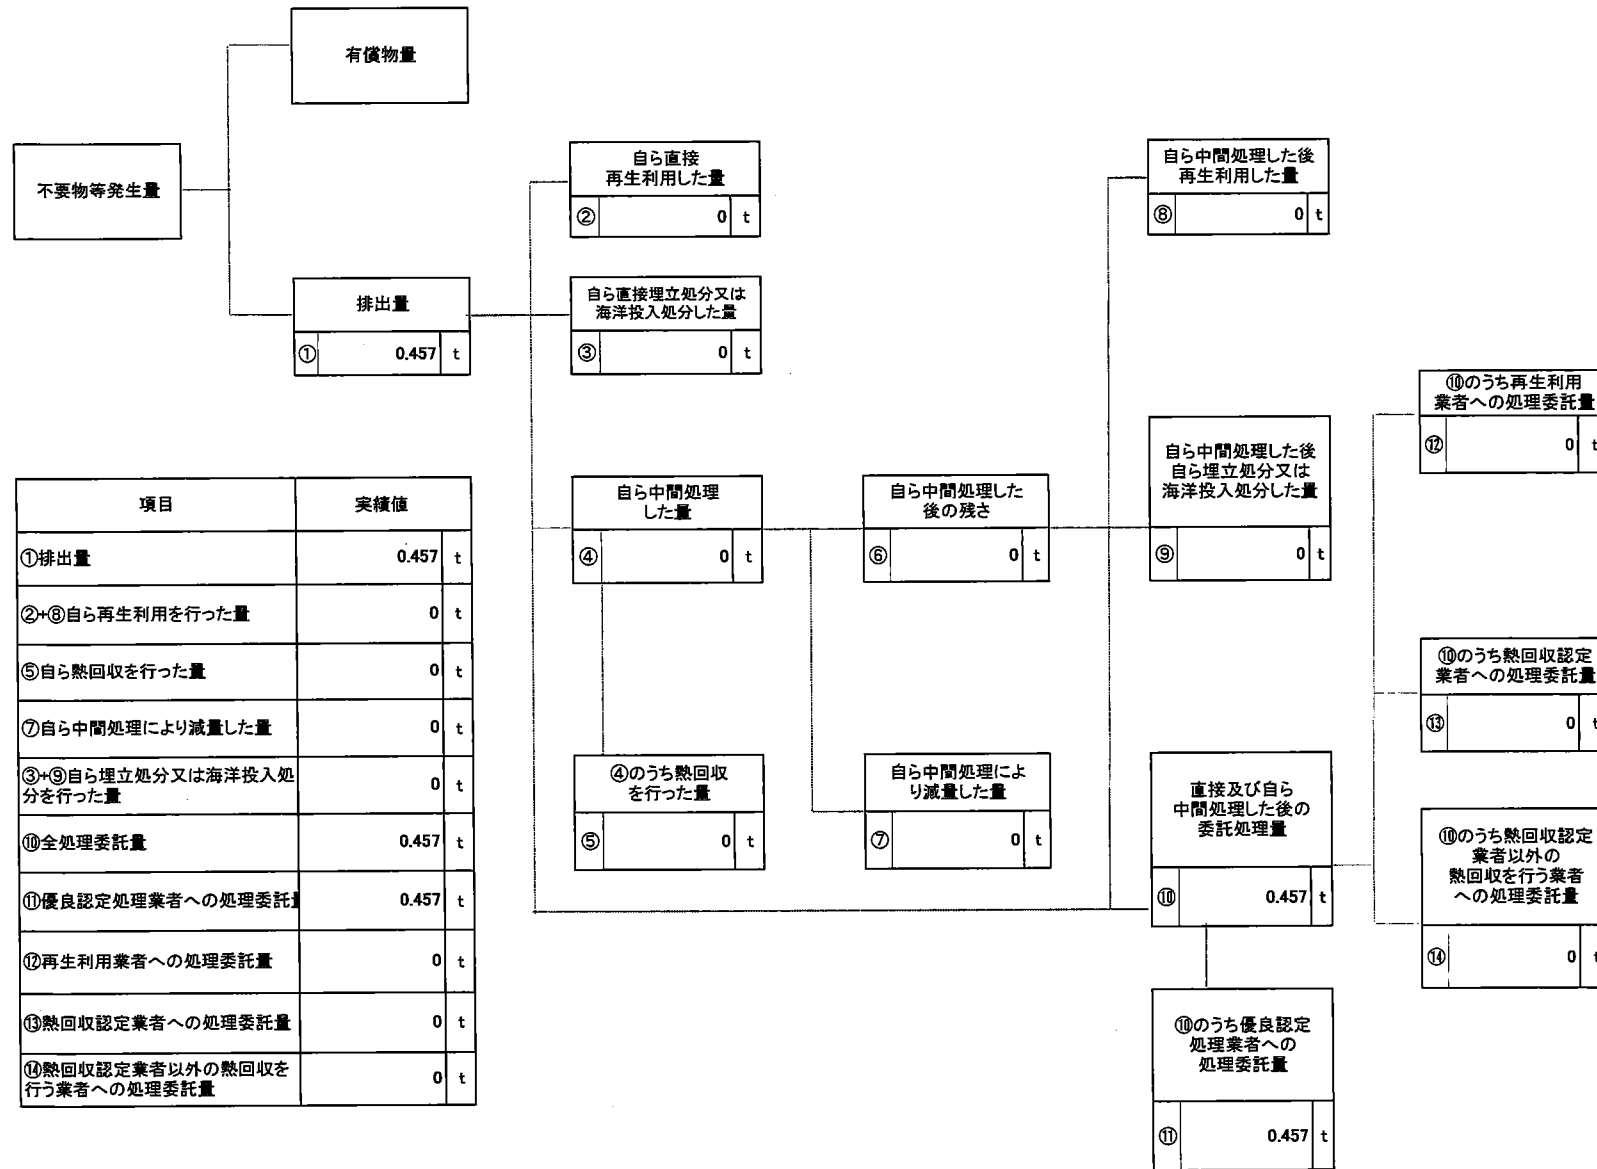 有償物量
不要物等発生量
排出量
① 0.457 t
自ら直接
再生利用した量
② 0 t
自ら直接埋立処分又は
海洋投入処分した量
③ 0 t
自ら中間処理
した量
④ 0 t
④のうち熱回収
を行った量
⑤ 0 t
自ら中間処理した
後の残さ
⑥ 0 t
自ら中間処理によ
り減量した量
⑦ 0 t
自ら中間処理した後
再生利用した量
⑧ 0 t
自ら中間処理した後
自ら埋立処分又は
海洋投入処分した量
⑨ 0 t
直接及び自ら
中間処理した後の
委託処理量
⑩ 0.457 t
⑩のうち優良認定
処理業者への
処理委託量
⑪ 0.457 t
⑩のうち再生利用
業者への処理委託量
⑫ 0 t
⑩のうち熱回収認定
業者への処理委託量
⑬ 0 t
⑩のうち熱回収認定
業者以外の
熱回収を行う業者
への処理委託量
⑭ 0 t
項目 実績値
①排出量 0.457 t
②+⑧自ら再生利用を行った量 0 t
⑤自ら熱回収を行った量 0 t
⑦自ら中間処理により減量した量 0 t
③+⑨自ら埋立処分又は海洋投入処
分を行った量 0 t
⑩全処理委託量 0.457 t
⑪優良認定処理業者への処理委託量 0.457 t
⑫再生利用業者への処理委託量 0 t
⑬熱回収認定業者への処理委託量 0 t
⑭熱回収認定業者以外の熱回収を
行う業者への処理委託量 0 t